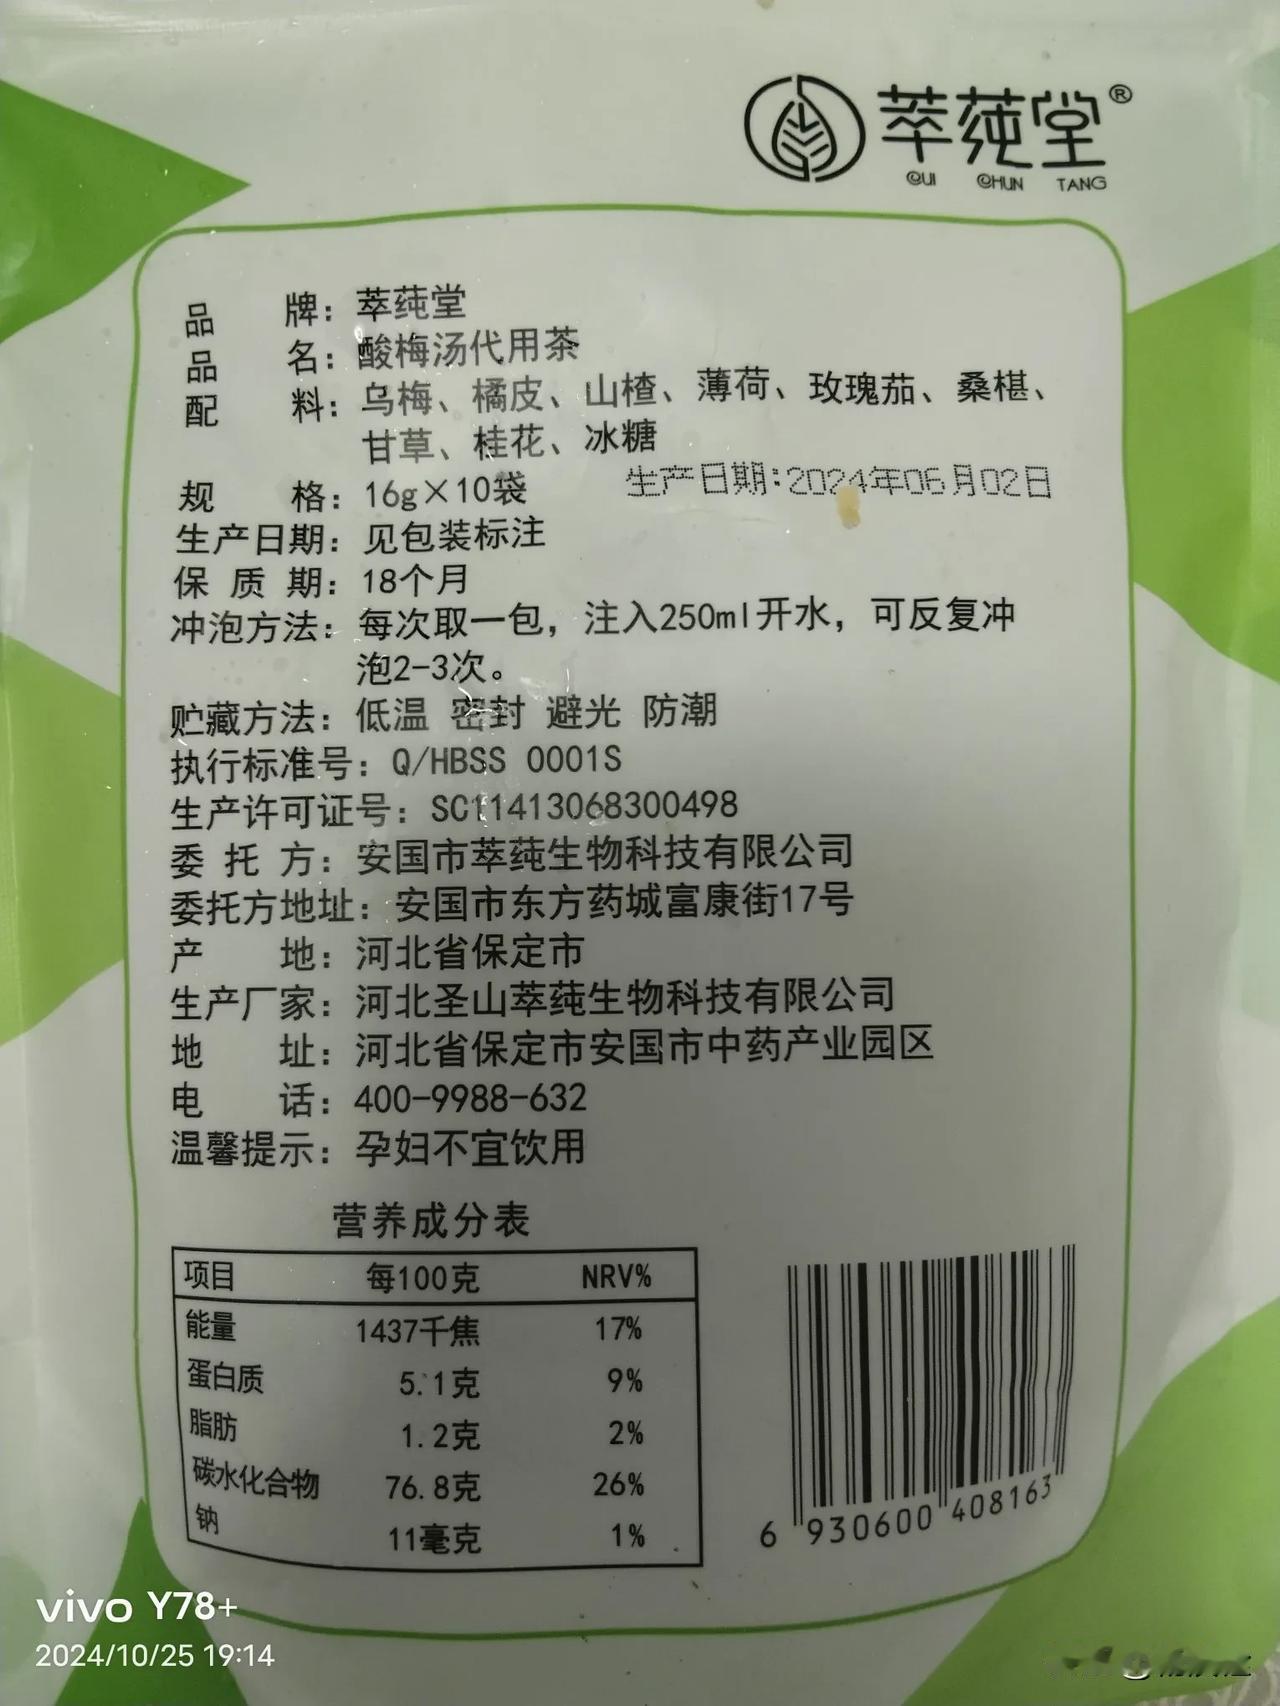 萃莼堂®
CUI CHUN TANG
品 牌：萃莼堂
品 名：酸梅汤代用茶
配 料：乌梅、橘皮、山楂、薄荷、玫瑰茄、桑椹、
甘草、桂花、冰糖
规 格：16g×10袋
生产日期:2024年06月02日
生产日期：见包装标注
保 质 期：18个月
冲泡方法：每次取一包，注入250ml开水，可反复冲
泡2-3次。
贮藏方法：低温 密封 避光 防潮
执行标准号：Q/HBSS 0001S
生产许可证号：SC11413068300498
委 托 方：安国市萃莼生物科技有限公司
委托方地址：安国市东方药城富康街17号
产 地：河北省保定市
生产厂家：河北圣山萃莼生物科技有限公司
地 址：河北省保定市安国市中药产业园区
电 话：400-9988-632
温馨提示：孕妇不宜饮用
营养成分表
项目 每100克 NRV%
能量 1437千焦 17%
蛋白质 5.1克 9%
脂肪 1.2克 2%
碳水化合物 76.8克 26%
钠 11毫克 1%
6 930600 408163
vivo Y78+
2024/10/25 19:14